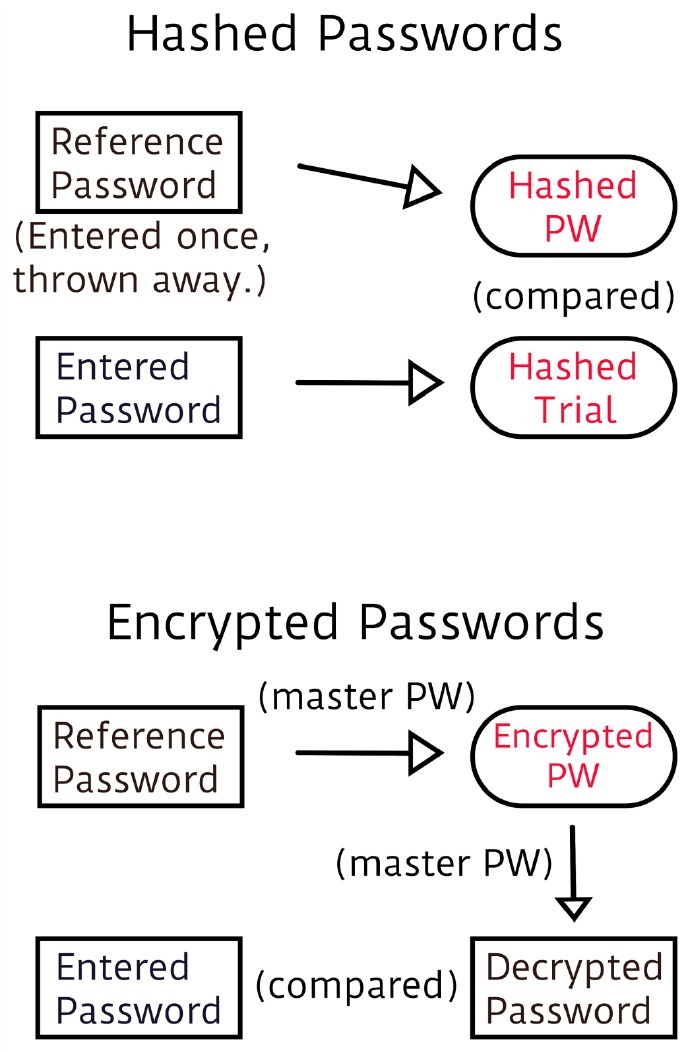 Hashed Passwords
Reference
Password
(Entered once,
thrown away.)
Hashed
PW
(compared)
Entered
Password
Hashed
Trial
Encrypted Passwords
(master PW)
Reference
Password
Encrypted
PW
(master PW)
Entered
Password
(compared)
Decrypted
Password